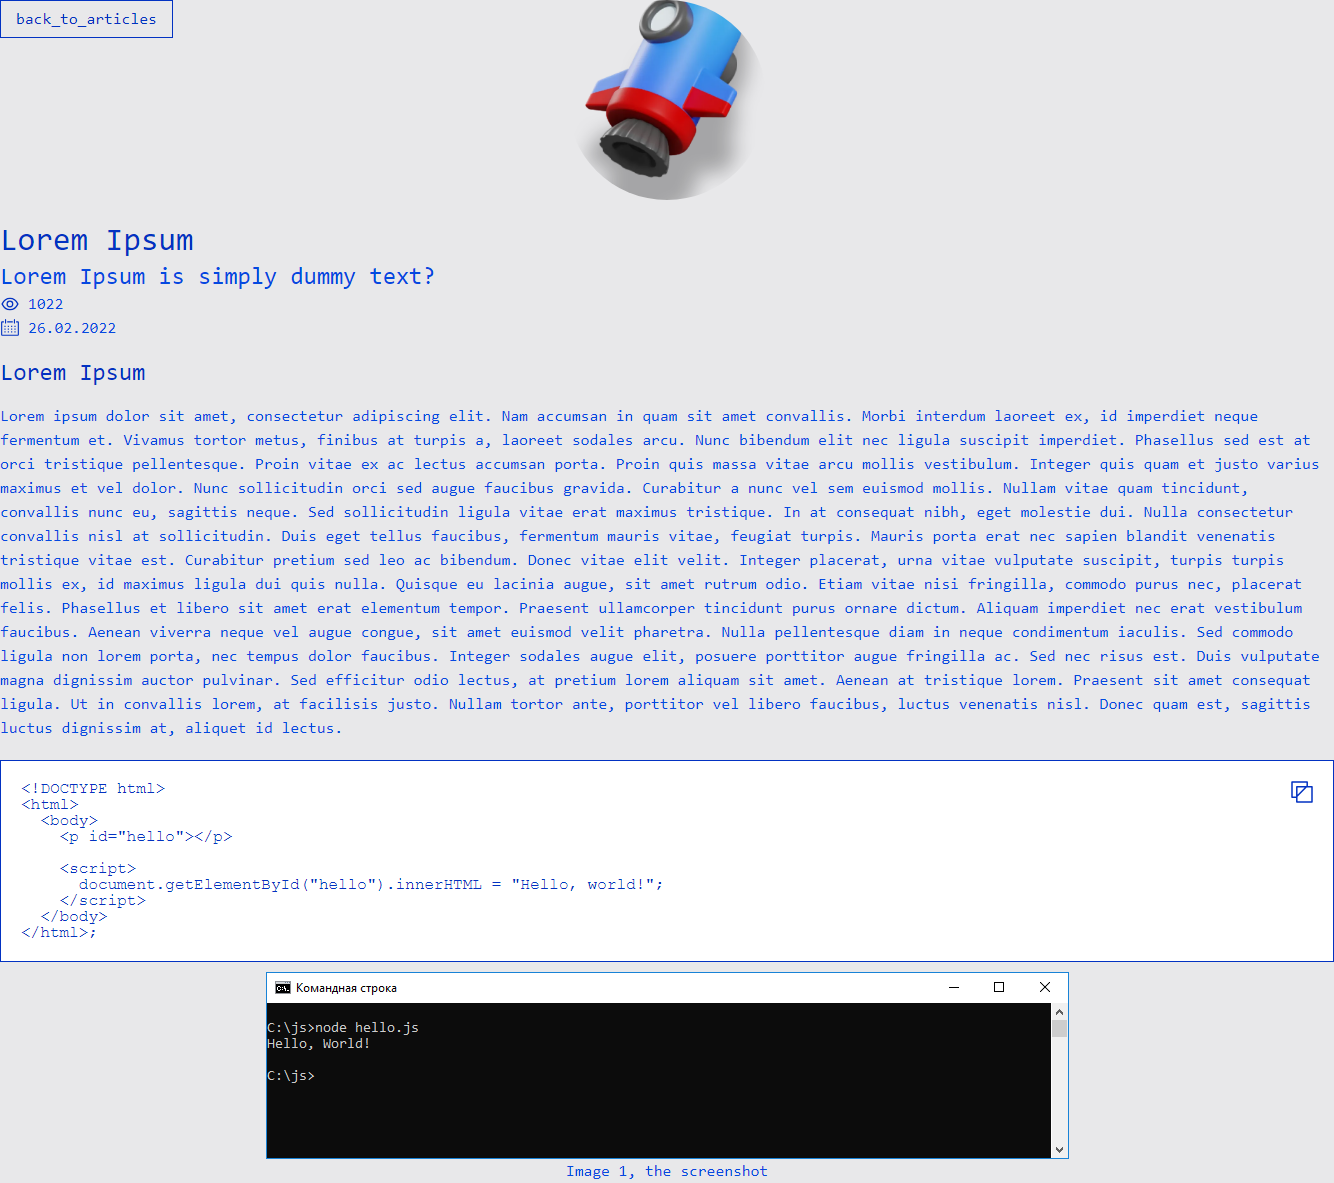 back_to_articles
Lorem Ipsum
Lorem Ipsum is simply dummy text?
1022
26.02.2022
Lorem Ipsum
Lorem ipsum dolor sit amet, consectetur adipiscing elit. Nam accumsan in quam sit amet convallis. Morbi interdum laoreet ex, id imperdiet neque
fermentum et. Vivamus tortor metus, finibus at turpis a, laoreet sodales arcu. Nunc bibendum elit nec ligula suscipit imperdiet. Phasellus sed est at
orci tristique pellentesque. Proin vitae ex ac lectus accumsan porta. Proin quis massa vitae arcu mollis vestibulum. Integer quis quam et justo varius
maximus et vel dolor. Nunc sollicitudin orci sed augue faucibus gravida. Curabitur a nunc vel sem euismod mollis. Nullam vitae quam tincidunt,
convallis nunc eu, sagittis neque. Sed sollicitudin ligula vitae erat maximus tristique. In at consequat nibh, eget molestie dui. Nulla consectetur
convallis nisl at sollicitudin. Duis eget tellus faucibus, fermentum mauris vitae, feugiat turpis. Mauris porta erat nec sapien blandit venenatis
tristique vitae est. Curabitur pretium sed leo ac bibendum. Donec vitae elit velit. Integer placerat, urna vitae vulputate suscipit, turpis turpis
mollis ex, id maximus ligula dui quis nulla. Quisque eu lacinia augue, sit amet rutrum odio. Etiam vitae nisi fringilla, commodo purus nec, placerat
felis. Phasellus et libero sit amet erat elementum tempor. Praesent ullamcorper tincidunt purus ornare dictum. Aliquam imperdiet nec erat vestibulum
faucibus. Aenean viverra neque vel augue congue, sit amet euismod velit pharetra. Nulla pellentesque diam in neque condimentum iaculis. Sed commodo
ligula non lorem porta, nec tempus dolor faucibus. Integer sodales augue elit, posuere porttitor augue fringilla ac. Sed nec risus est. Duis vulputate
magna dignissim auctor pulvinar. Sed efficitur odio lectus, at pretium lorem aliquam sit amet. Aenean at tristique lorem. Praesent sit amet consequat
ligula. Ut in convallis lorem, at facilisis justo. Nullam tortor ante, porttitor vel libero faucibus, luctus venenatis nisl. Donec quam est, sagittis
luctus dignissim at, aliquet id lectus.
<!DOCTYPE html>
<html>
  <body>
    <p id="hello"></p>
    <script>
      document.getElementById("hello").innerHTML = "Hello, world!";
    </script>
  </body>
</html>;
C:\. Командная строка
C:\js>node hello.js
Hello, World!
C:\js>
Image 1, the screenshot